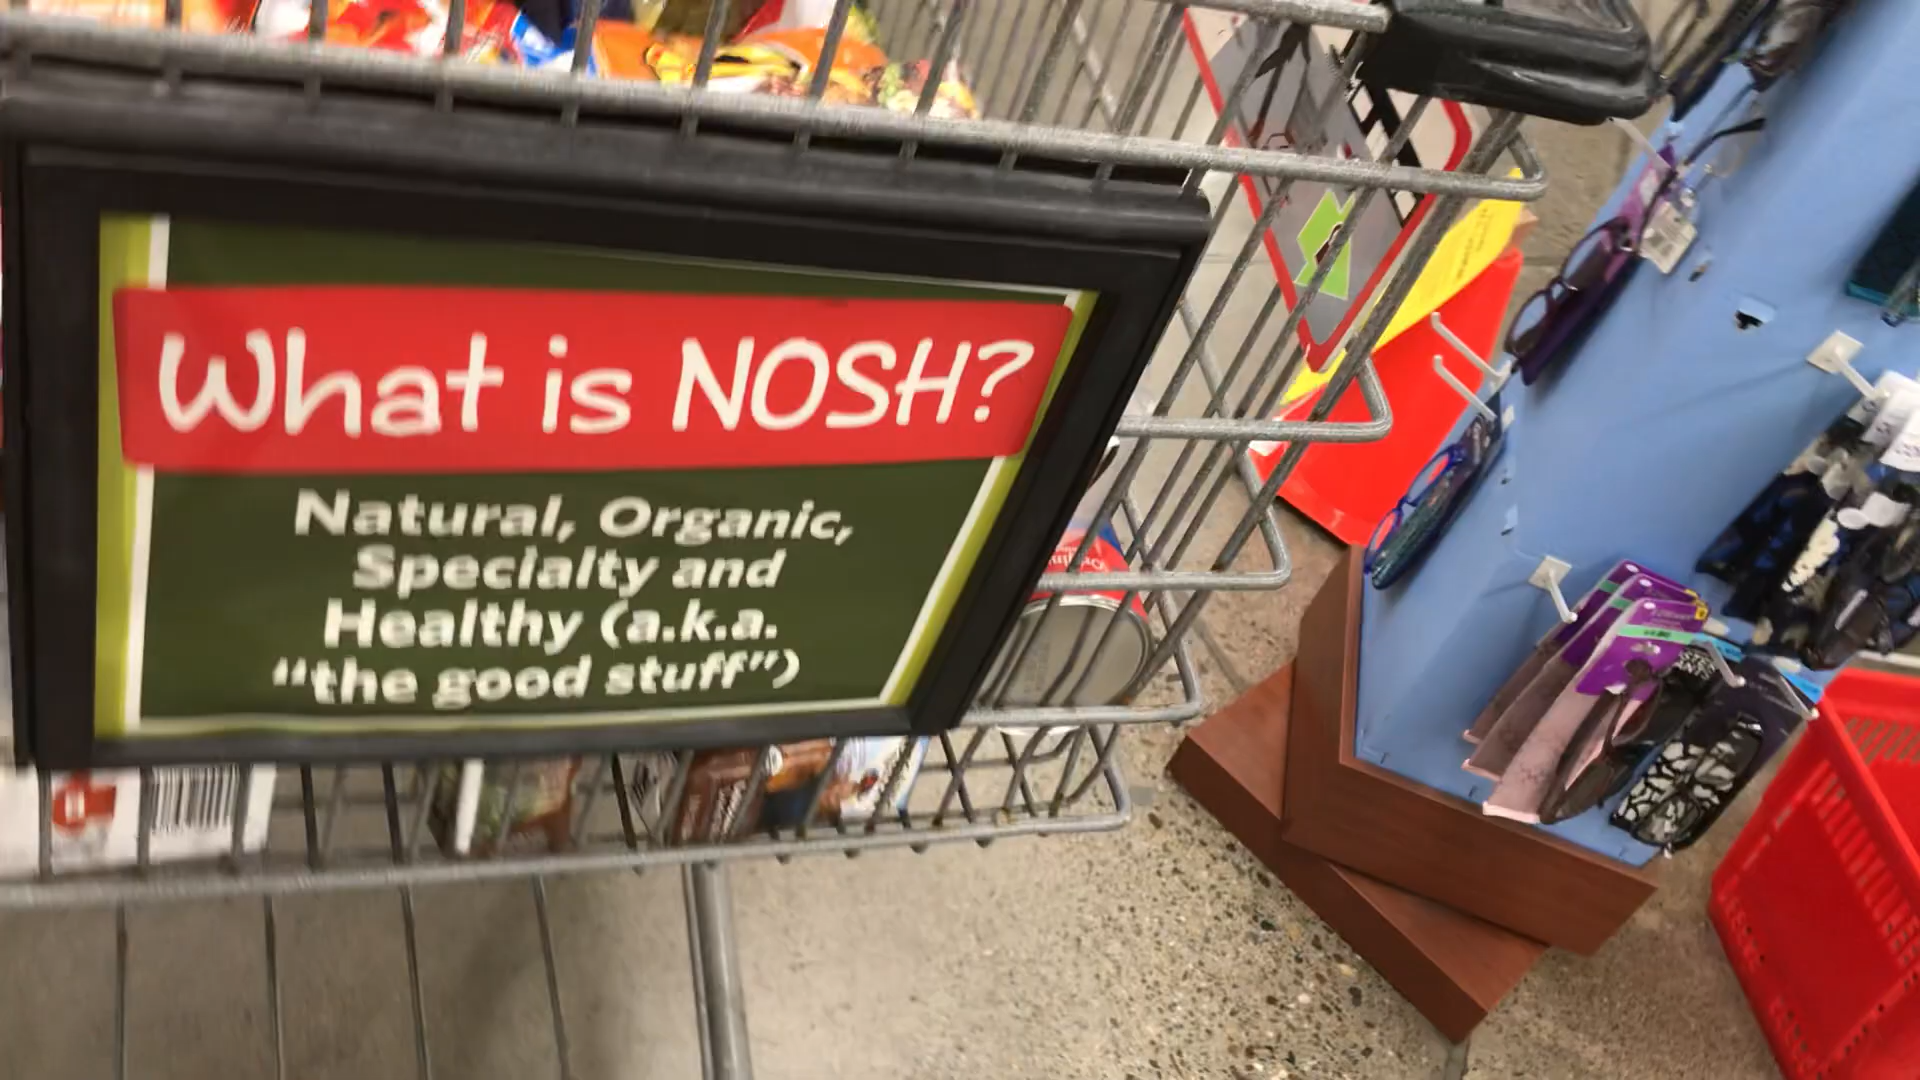 What is NOSH?
Natural, Organic,
Specialty and
Healthy (a.k.a.
"the good stuff")